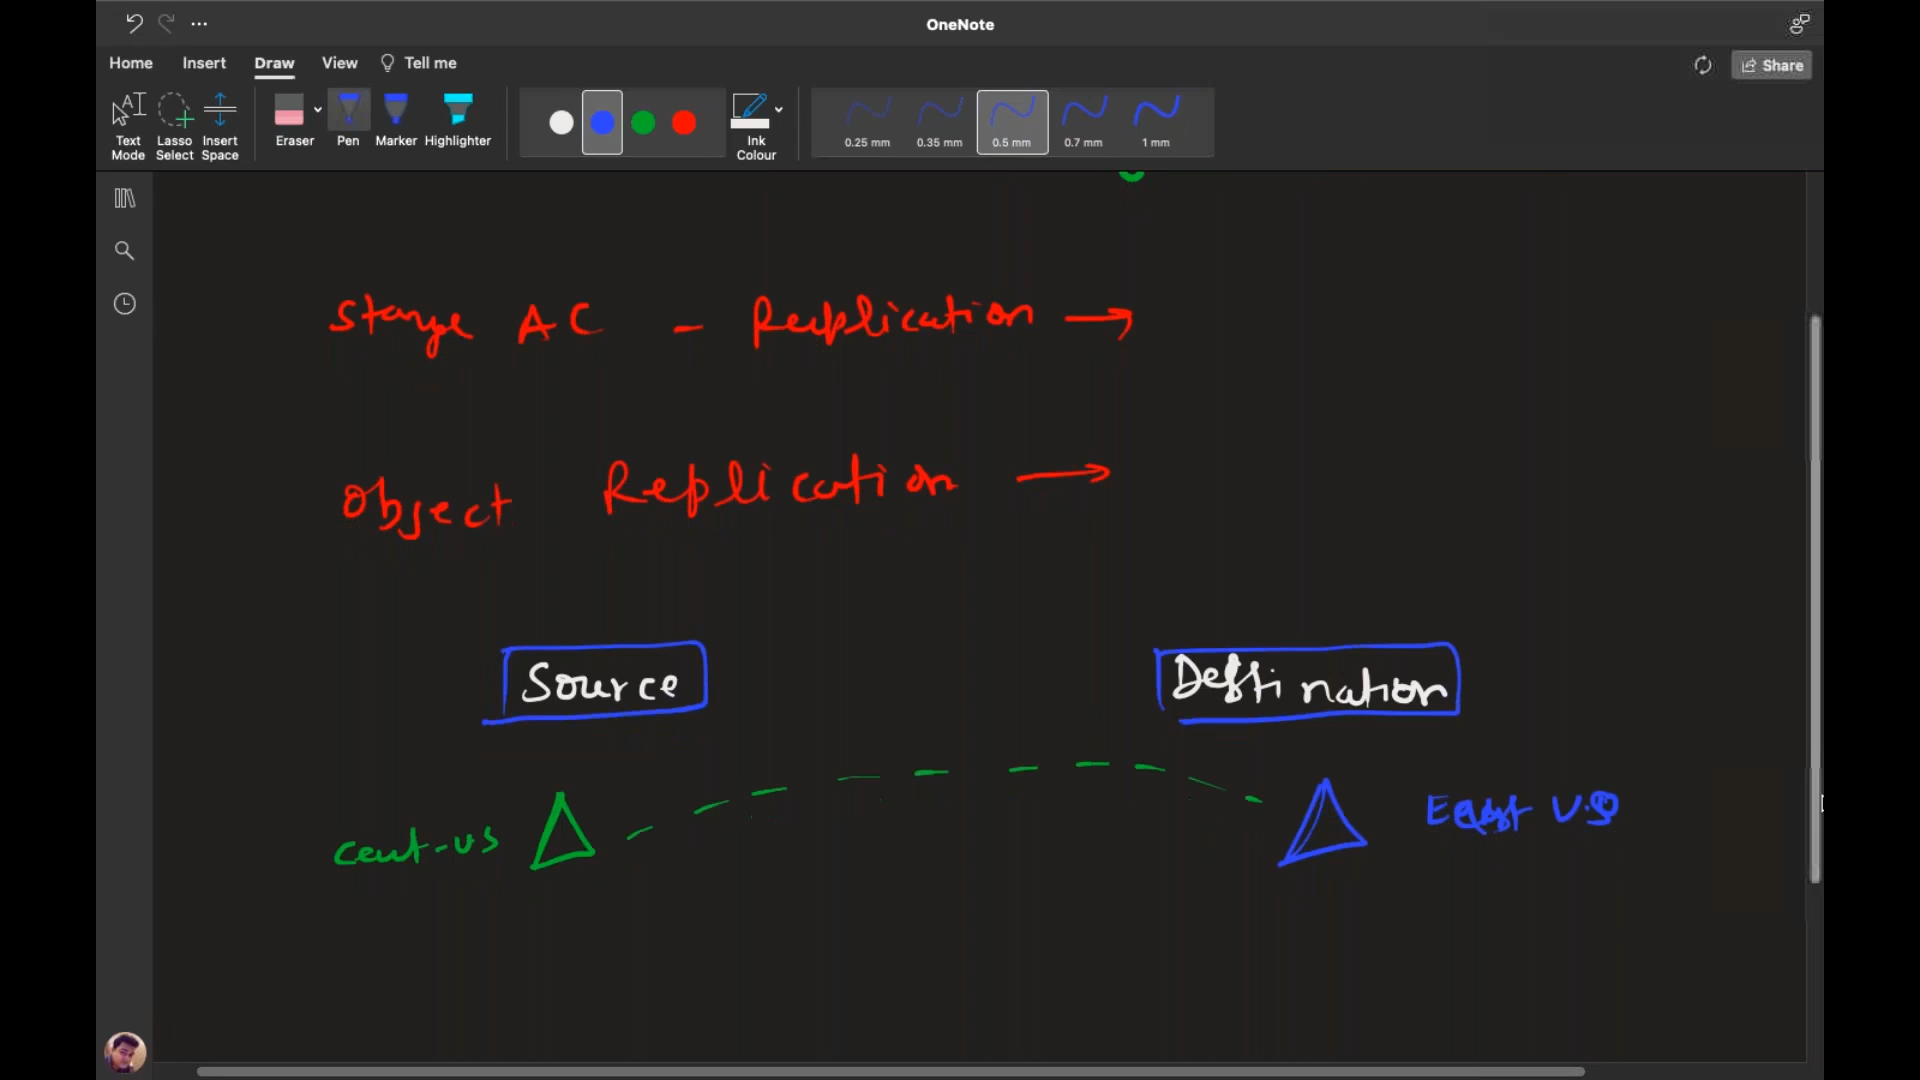 OneNote
Home Insert Draw View Tell me
Share
Text Mode
Lasso Select
Insert Space
Eraser
Pen
Marker
Highlighter
Ink Colour
0.25 mm
0.35 mm
0.5 mm
0.7 mm
1 mm
AC - Replication →
Object Replication →
Source
Destination
Cent-US
East U.S